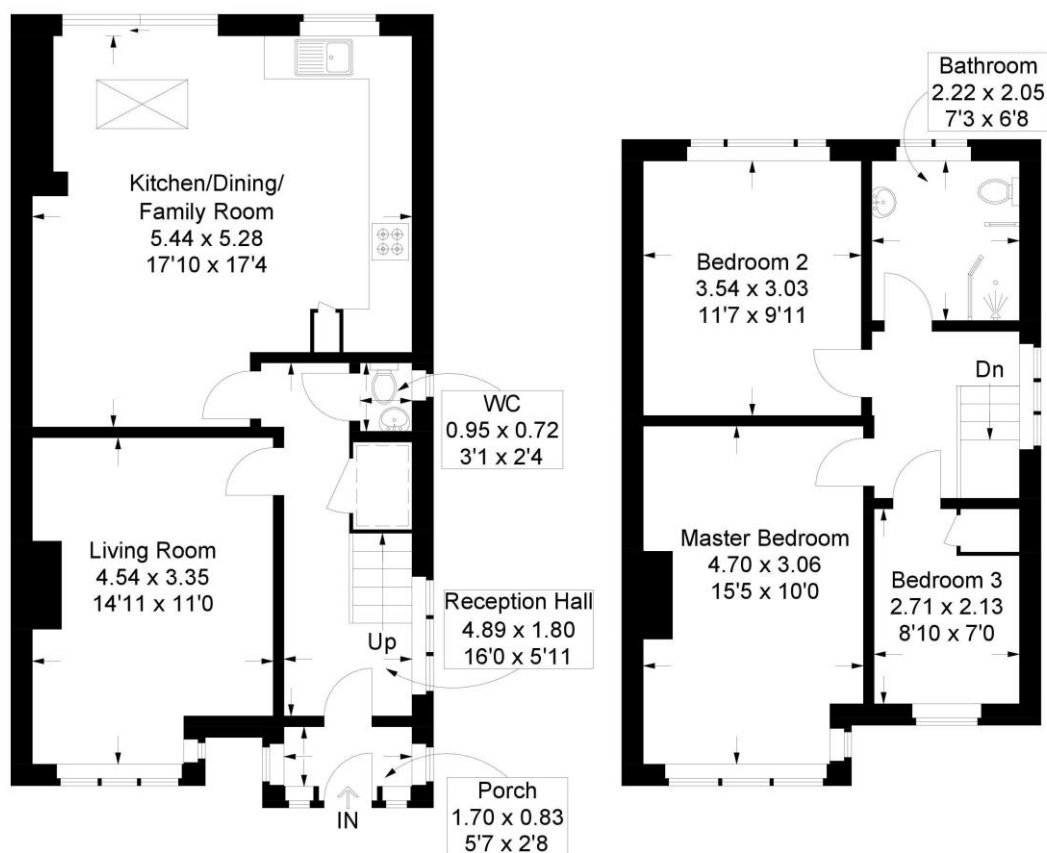 Kitchen/Dining/
Family Room
5.44 x 5.28
17'10 x 17'4
WC
0.95 x 0.72
3'1 x 2'4
Living Room
4.54 x 3.35
14'11 x 11'0
Reception Hall
4.89 x 1.80
16'0 x 5'11
Up
IN
Porch
1.70 x 0.83
5'7 x 2'8
Bathroom
2.22 x 2.05
7'3 x 6'8
Bedroom 2
3.54 x 3.03
11'7 x 9'11
Dn
Master Bedroom
4.70 x 3.06
15'5 x 10'0
Bedroom 3
2.71 x 2.13
8'10 x 7'0